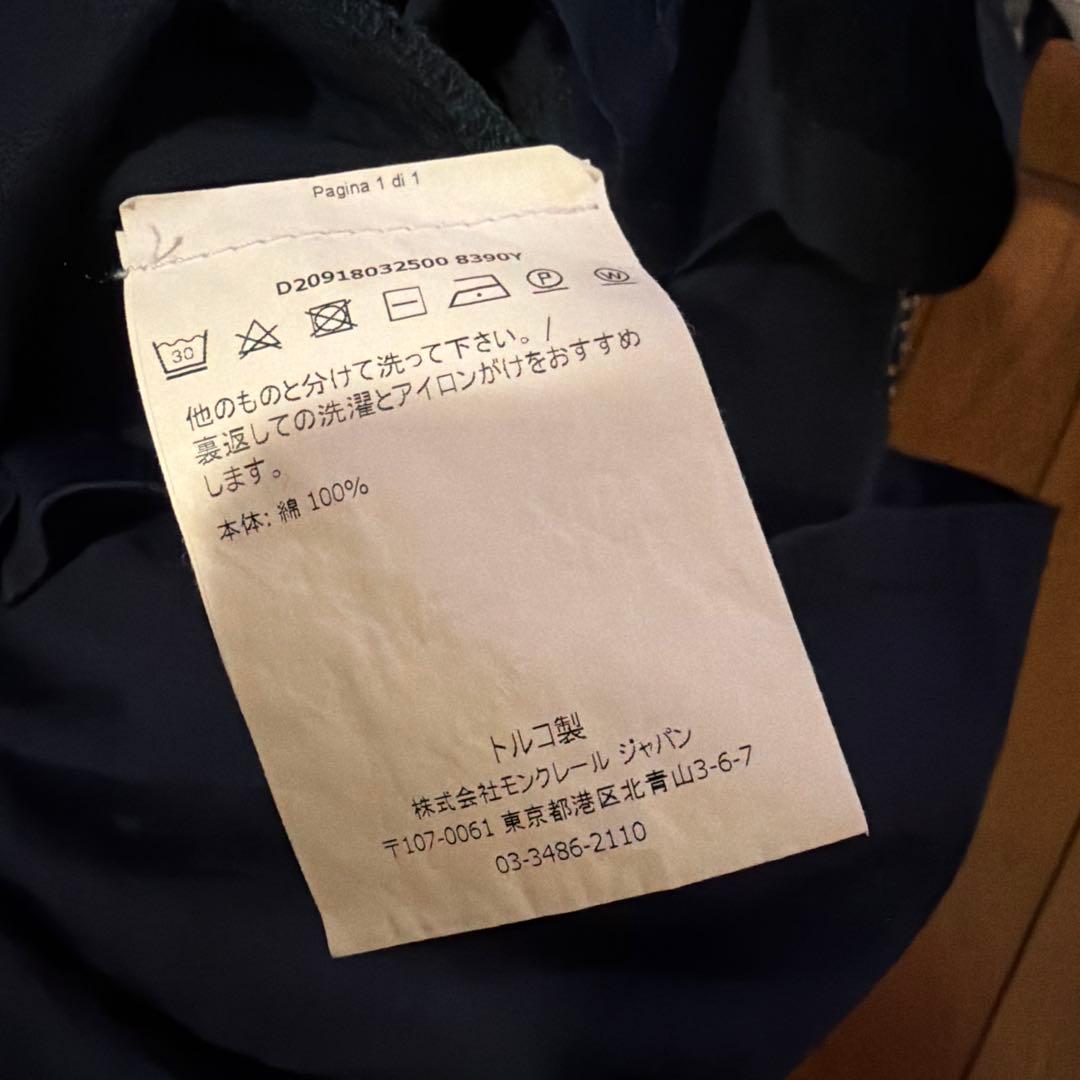 Pagina 1 di 1
D20918032500 8390Y
30 P W
他のものと分けて洗って下さい。/
裏返しての洗濯とアイロンがけをおすすめ
します。
本体: 綿 100%
トルコ製
株式会社モンクレール ジャパン
〒107-0061 東京都港区北青山3-6-7
03-3486-2110